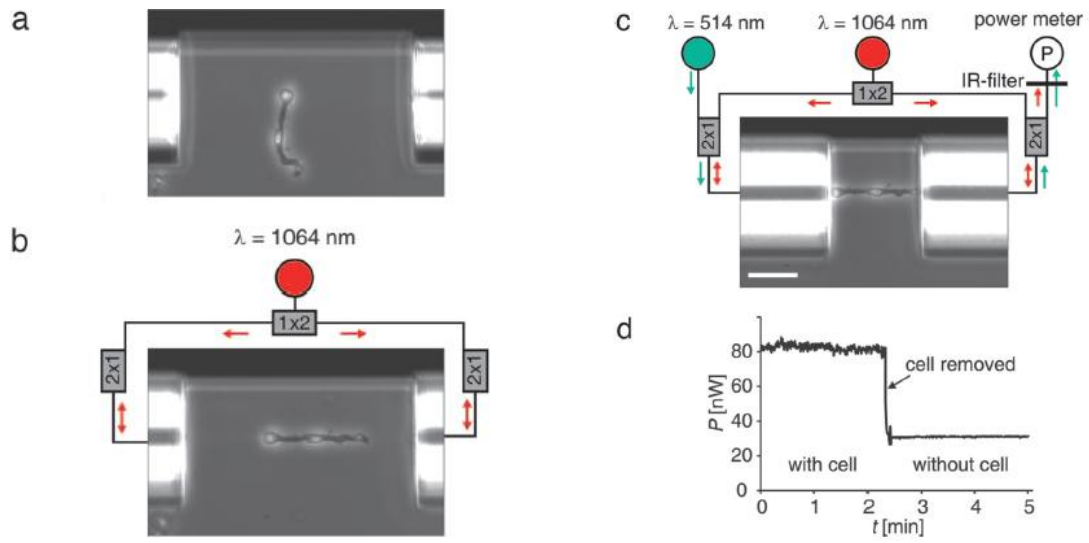 a
b
λ = 1064 nm
1x2
2x1
2x1
c
λ = 514 nm
λ = 1064 nm
power meter
P
IR-filter
1x2
2x1
2x1
d
P [nW]
80
60
40
20
0
cell removed
with cell
without cell
0 1 2 3 4 5
t [min]